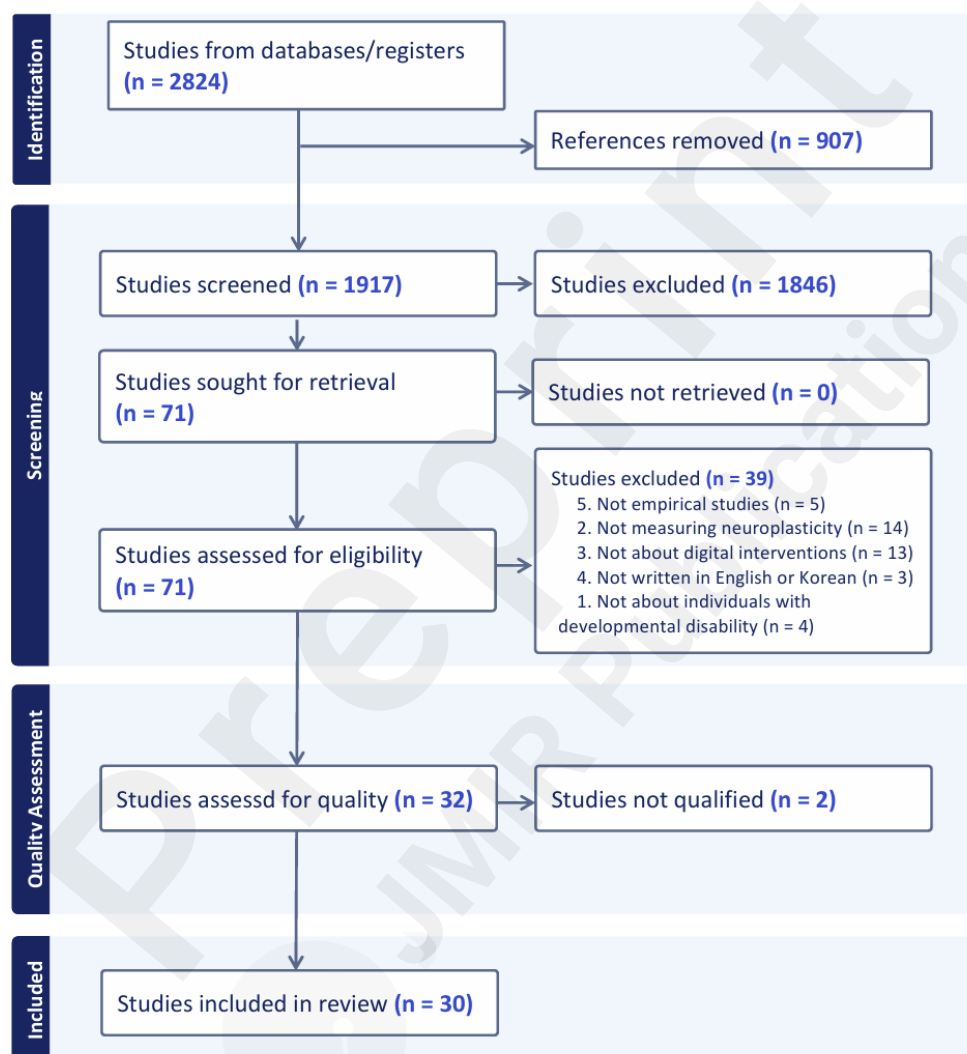 Identification
Studies from databases/registers
(n = 2824)
References removed (n = 907)
Screening
Studies screened (n = 1917)
Studies excluded (n = 1846)
Studies sought for retrieval
(n = 71)
Studies not retrieved (n = 0)
Studies assessed for eligibility
(n = 71)
Studies excluded (n = 39)
5. Not empirical studies (n = 5)
2. Not measuring neuroplasticity (n = 14)
3. Not about digital interventions (n = 13)
4. Not written in English or Korean (n = 3)
1. Not about individuals with
developmental disability (n = 4)
Quality Assessment
Studies assessd for quality (n = 32)
Studies not qualified (n = 2)
Included
Studies included in review (n = 30)
Preprint
JMR Publication